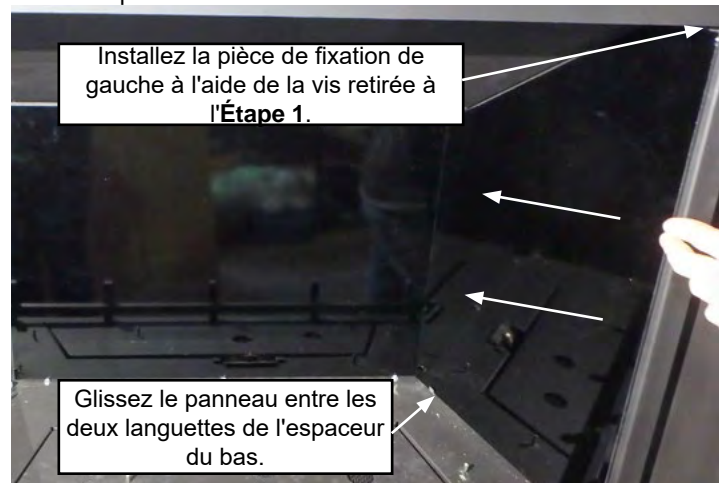 Installez la pièce de fixation de
gauche à l'aide de la vis retirée à
l'Étape 1.
Glissez le panneau entre les
deux languettes de l'espaceur
du bas.